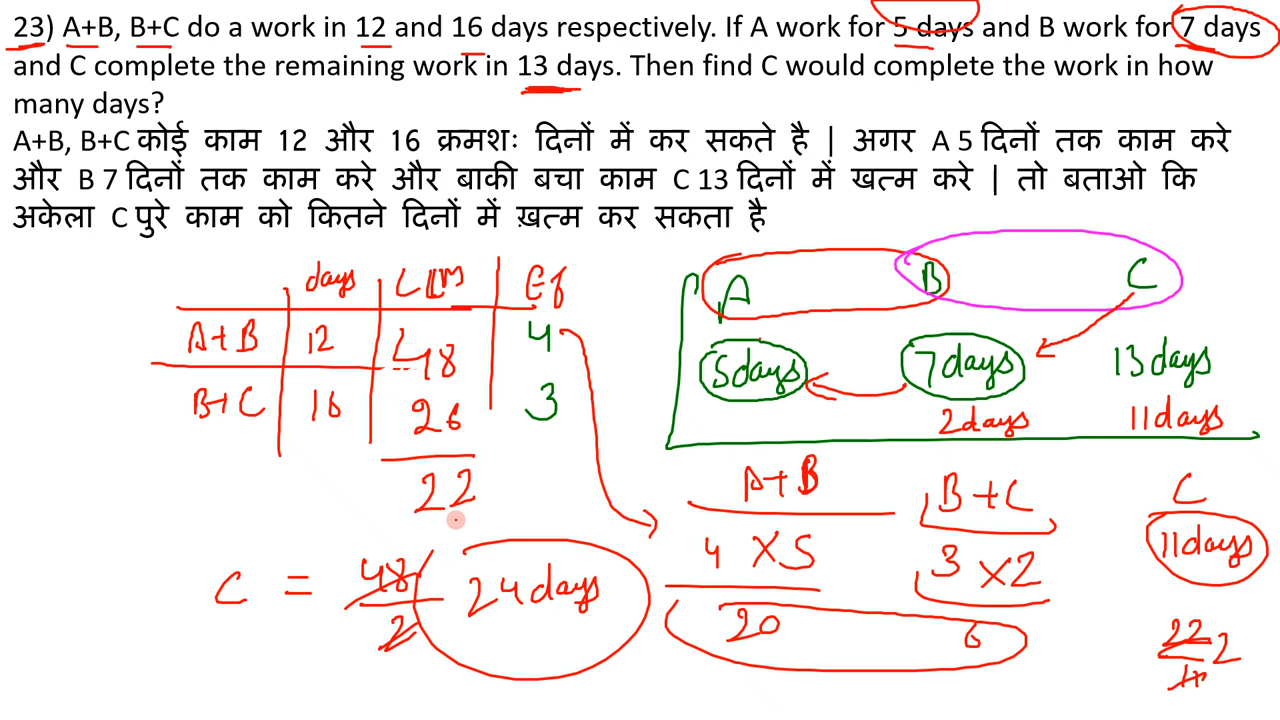 23) A+B, B+C do a work in 12 and 16 days respectively. If A work for 5 days and B work for 7 days
and C complete the remaining work in 13 days. Then find C would complete the work in how
many days?
A+B, B+C कोई काम 12 और 16 क्रमशः दिनों में कर सकते है | अगर A 5 दिनों तक काम करे
और B 7 दिनों तक काम करे और बाकी बचा काम C 13 दिनों में खत्म करे | तो बताओ कि
अकेला C पुरे काम को कितने दिनों में ख़त्म कर सकता है
days LCM Ef
A+B 12 48 4
B+C 16 26 3
22
C = 48/2 24days
A B C
5days 7days 13days
2days 11days
A+B B+C C
4 X 5 3 X 2 11days
20 6 22/11 2